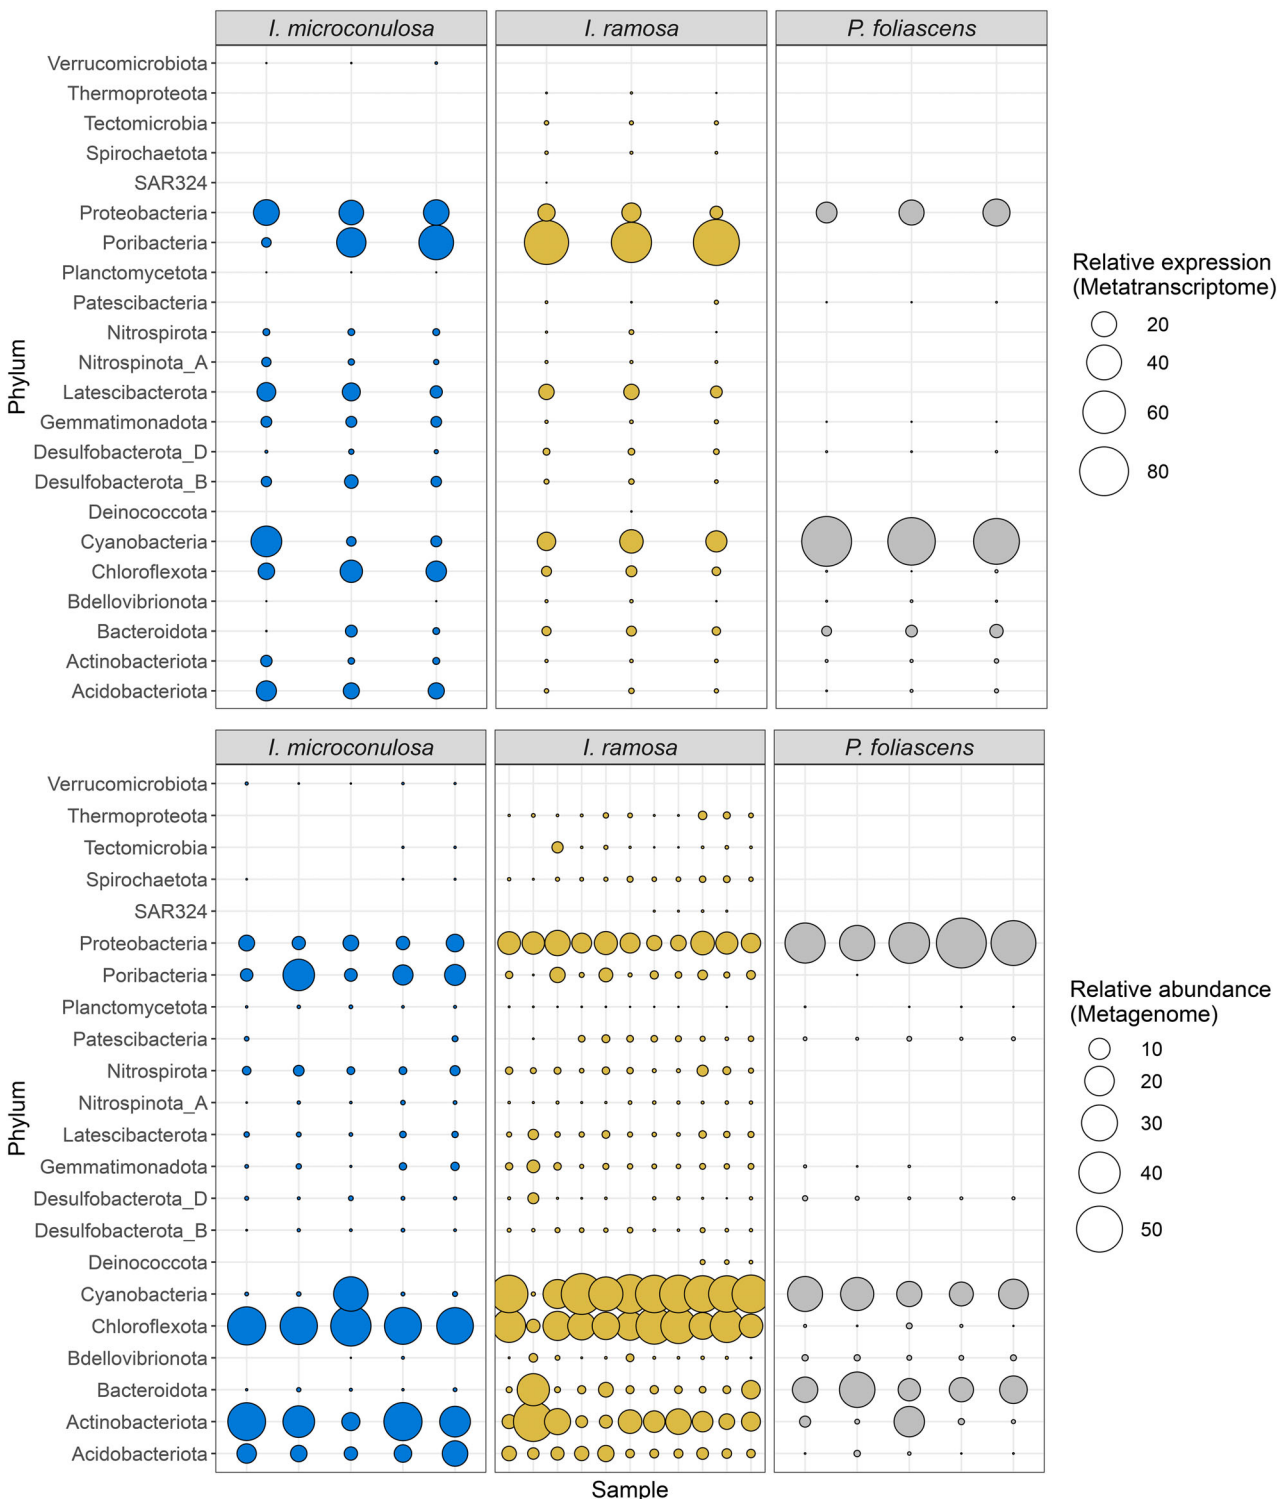 I. microconulosa
I. ramosa
P. foliascens
Verrucomicrobiota
Thermoproteota
Tectomicrobia
Spirochaetota
SAR324
Proteobacteria
Poribacteria
Planctomycetota
Patescibacteria
Nitrospirota
Nitrospinota_A
Latescibacterota
Gemmatimonadota
Desulfobacterota_D
Desulfobacterota_B
Deinococcota
Cyanobacteria
Chloroflexota
Bdellovibrionota
Bacteroidota
Actinobacteriota
Acidobacteriota
Phylum
Relative expression
(Metatranscriptome)
20
40
60
80
I. microconulosa
I. ramosa
P. foliascens
Verrucomicrobiota
Thermoproteota
Tectomicrobia
Spirochaetota
SAR324
Proteobacteria
Poribacteria
Planctomycetota
Patescibacteria
Nitrospirota
Nitrospinota_A
Latescibacterota
Gemmatimonadota
Desulfobacterota_D
Desulfobacterota_B
Deinococcota
Cyanobacteria
Chloroflexota
Bdellovibrionota
Bacteroidota
Actinobacteriota
Acidobacteriota
Phylum
Relative abundance
(Metagenome)
10
20
30
40
50
Sample